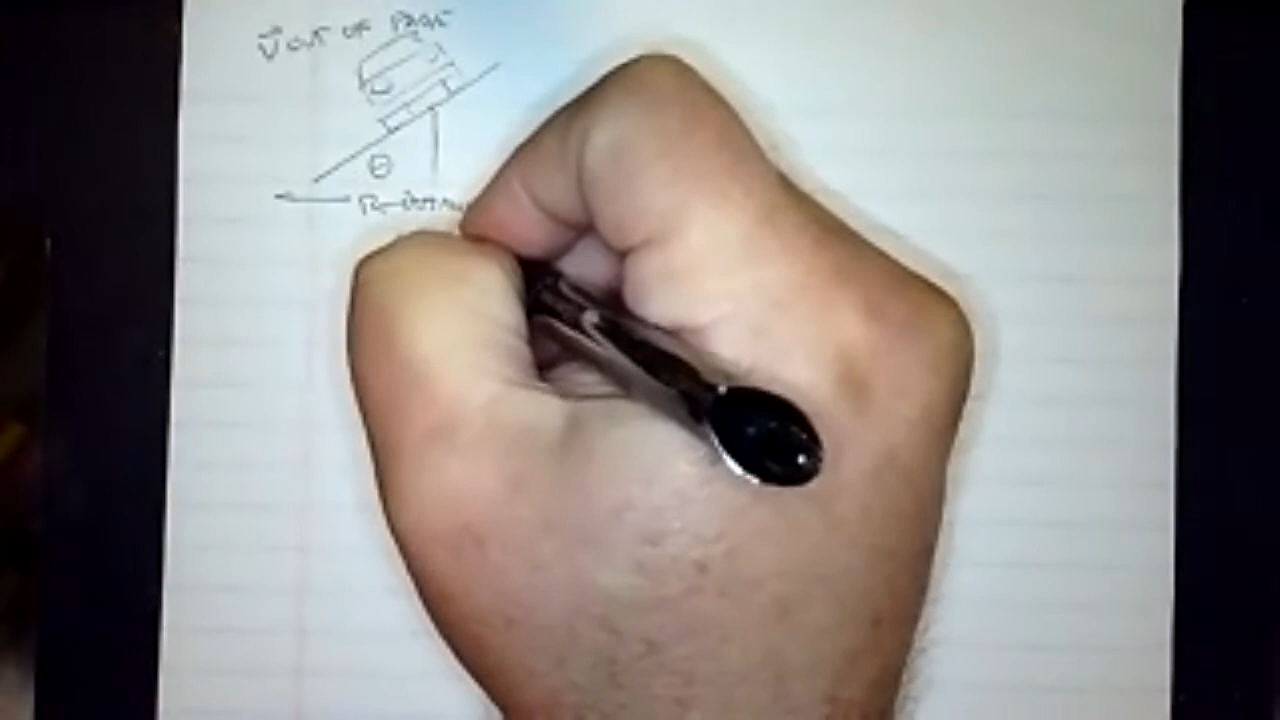 V⃗ out of page
θ